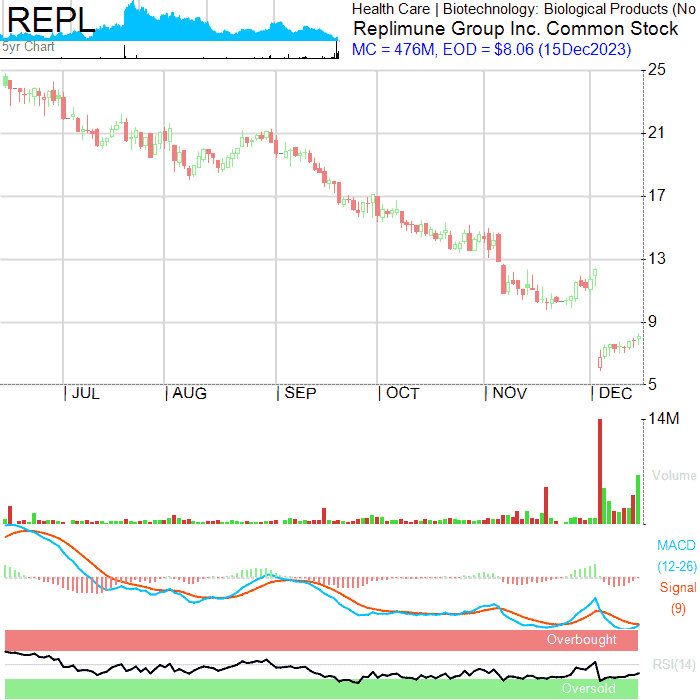 REPL
5yr Chart
Health Care | Biotechnology: Biological Products (No
Replimune Group Inc. Common Stock
MC = 476M, EOD = $8.06 (15Dec2023)
25
21
17
13
9
5
| JUL | AUG | SEP | OCT | NOV | DEC
14M
Volume
MACD
(12-26)
Signal
(9)
Overbought
RSI(14)
Oversold